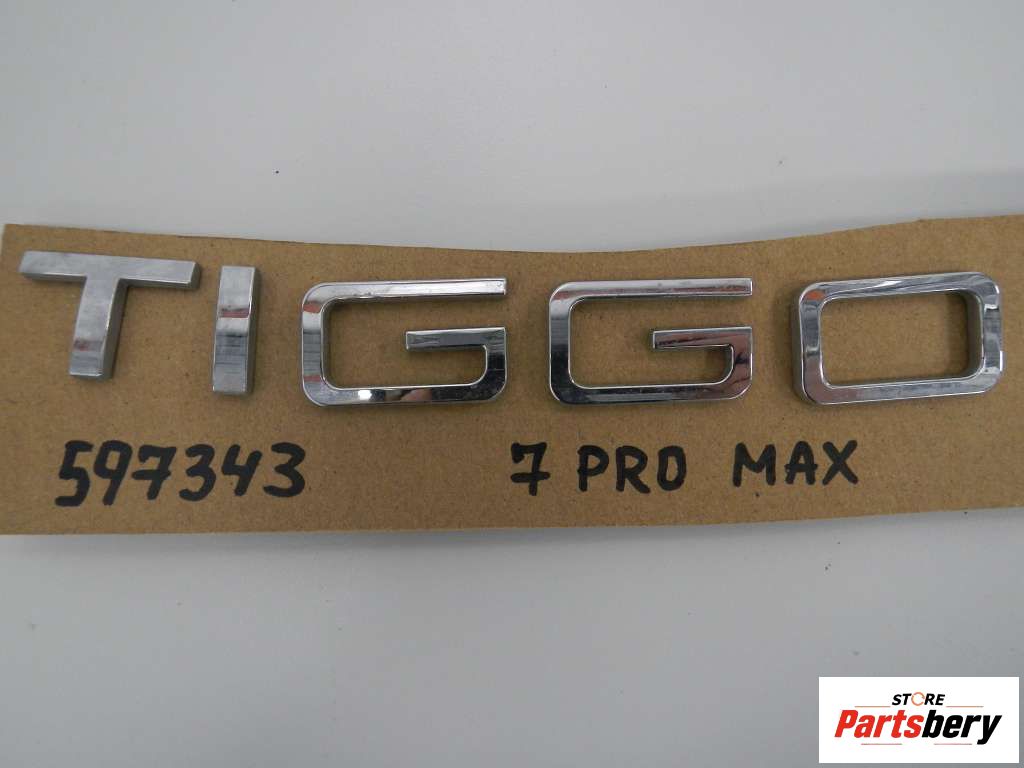 TIGGO
597343 7 PRO MAX
STORE
Partsbery